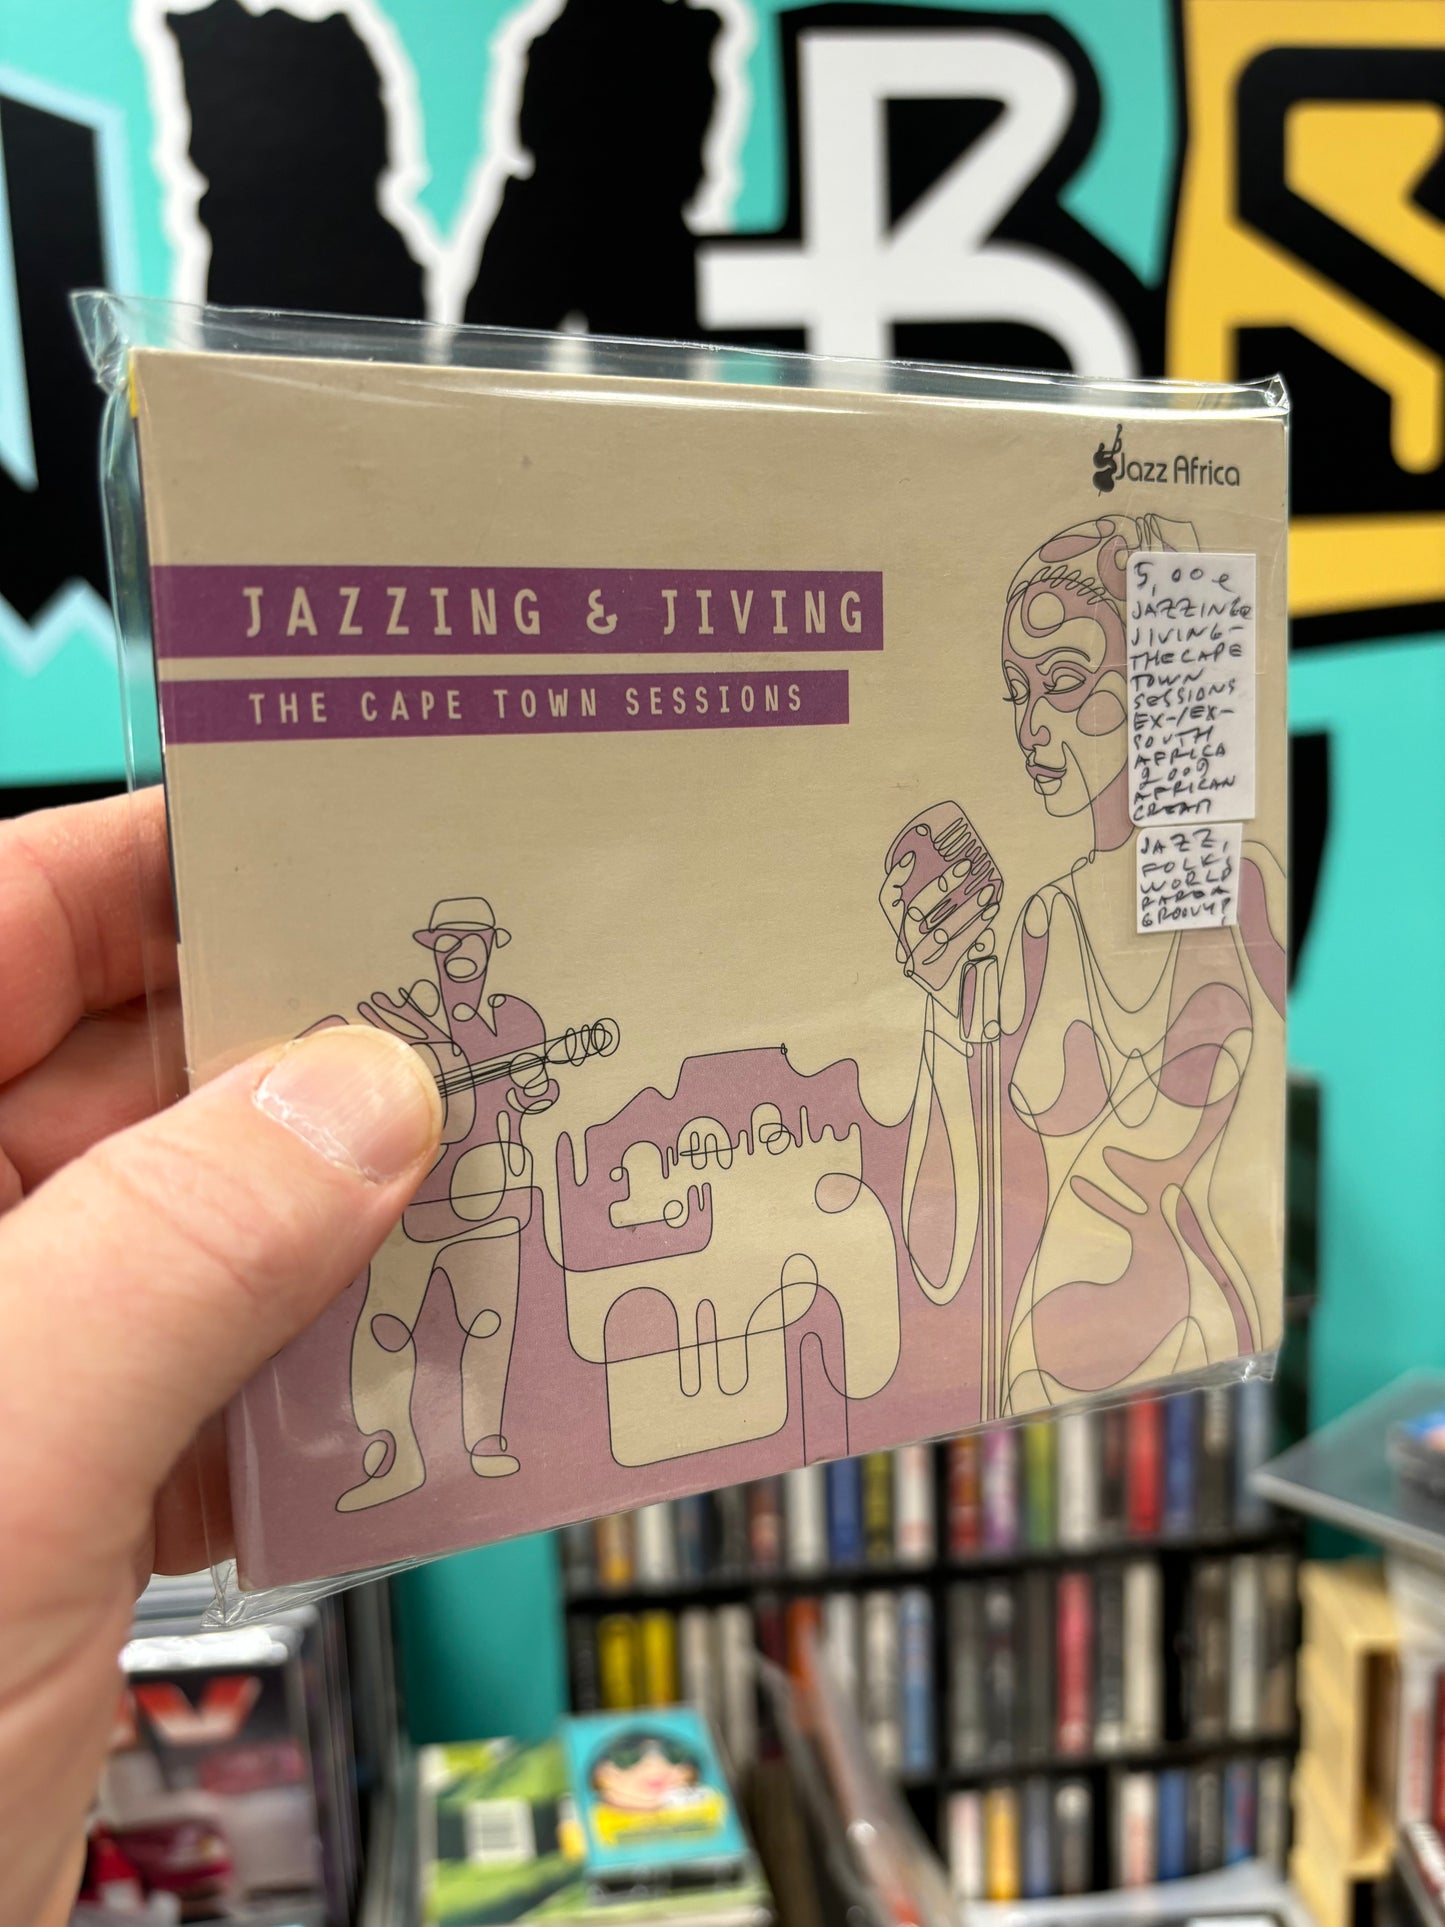 Jazz Africa
JAZZING & JIVING
THE CAPE TOWN SESSIONS
5,00 e
JAZZING &
JIVING-
THE CAPE
TOWN
SESSIONS
EX-/EX-
SOUTH
AFRICA
2009
AFRICAN
CREAM
JAZZ,
FOLK,
WORLD
GROOVY!